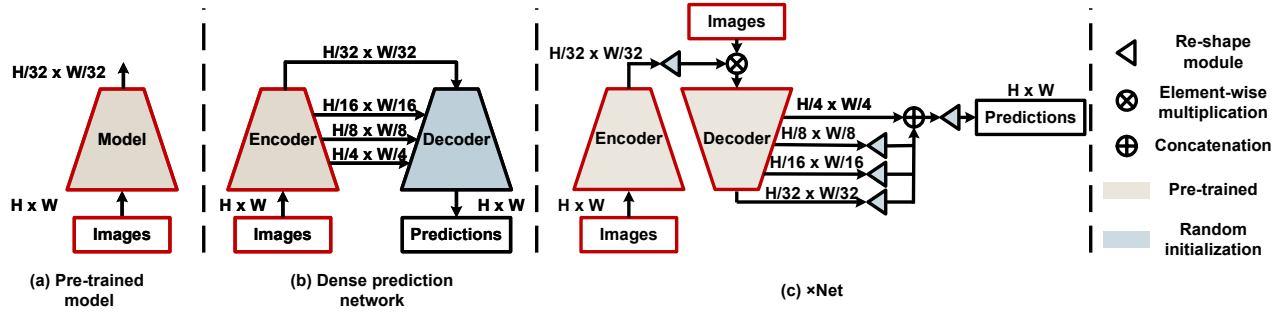 H/32 x W/32
Model
H x W
Images
(a) Pre-trained
model
H/32 x W/32
H/16 x W/16
H/8 x W/8
H/4 x W/4
Encoder
Decoder
H x W
H x W
Images
Predictions
(b) Dense prediction
network
Images
H/32 x W/32
Encoder
Decoder
H x W
Images
H/4 x W/4
H/8 x W/8
H/16 x W/16
H/32 x W/32
H x W
Predictions
(c) ×Net
Re-shape
module
Element-wise
multiplication
Concatenation
Pre-trained
Random
initialization